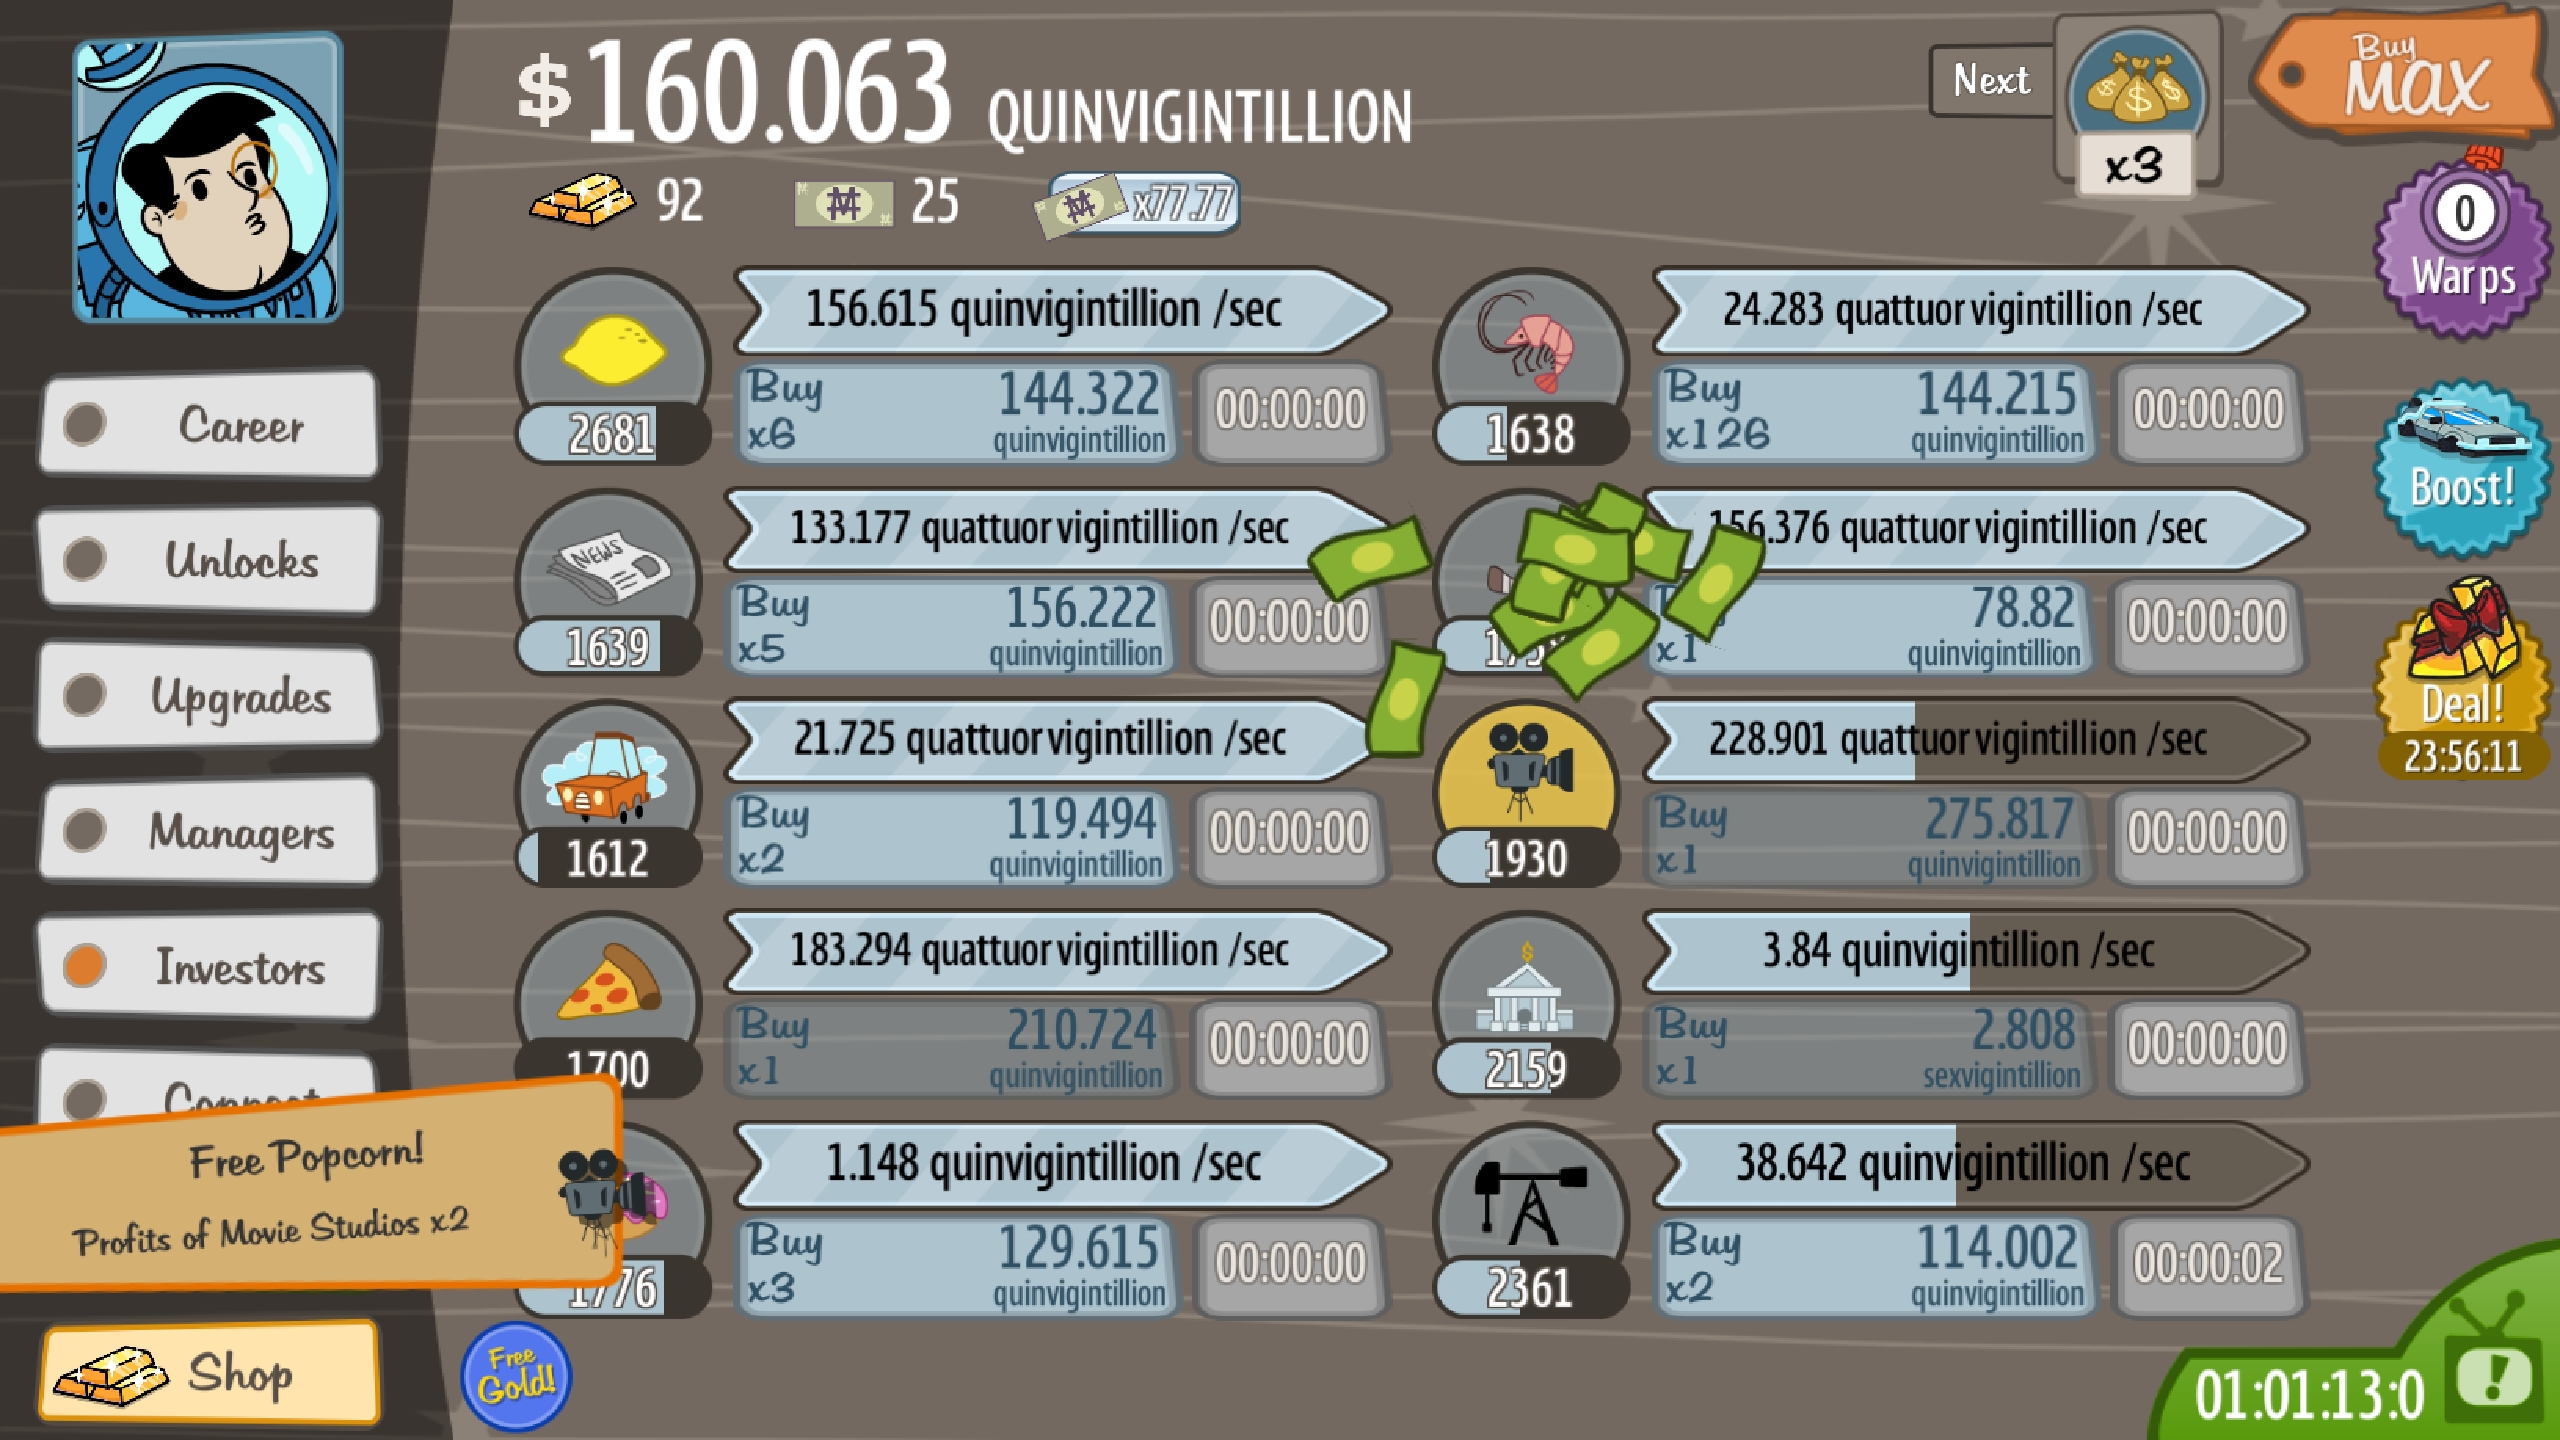 $160.063 QUINVIGINTILLION
92
25
x77.77
Next
x3
Buy
MAX
0
Warps
Boost!
Deal!
23:56:11
Career
Unlocks
Upgrades
Managers
Investors
Connect
Free Popcorn!
Profits of Movie Studios x2
Shop
Free
Gold!
2681
156.615 quinvigintillion /sec
Buy
x6
144.322
quinvigintillion
00:00:00
NEWS
1639
133.177 quattuorvigintillion /sec
Buy
x5
156.222
quinvigintillion
00:00:00
1612
21.725 quattuorvigintillion /sec
Buy
x2
119.494
quinvigintillion
00:00:00
1700
183.294 quattuorvigintillion /sec
Buy
x1
210.724
quinvigintillion
00:00:00
1776
1.148 quinvigintillion /sec
Buy
x3
129.615
quinvigintillion
00:00:00
1638
24.283 quattuorvigintillion /sec
Buy
x126
144.215
quinvigintillion
00:00:00
156.376 quattuorvigintillion /sec
x1
78.82
quinvigintillion
00:00:00
1930
228.901 quattuorvigintillion /sec
Buy
x1
275.817
quinvigintillion
00:00:00
2159
3.84 quinvigintillion /sec
Buy
x1
2.808
sexvigintillion
00:00:00
2361
38.642 quinvigintillion /sec
Buy
x2
114.002
quinvigintillion
00:00:02
01:01:13:0